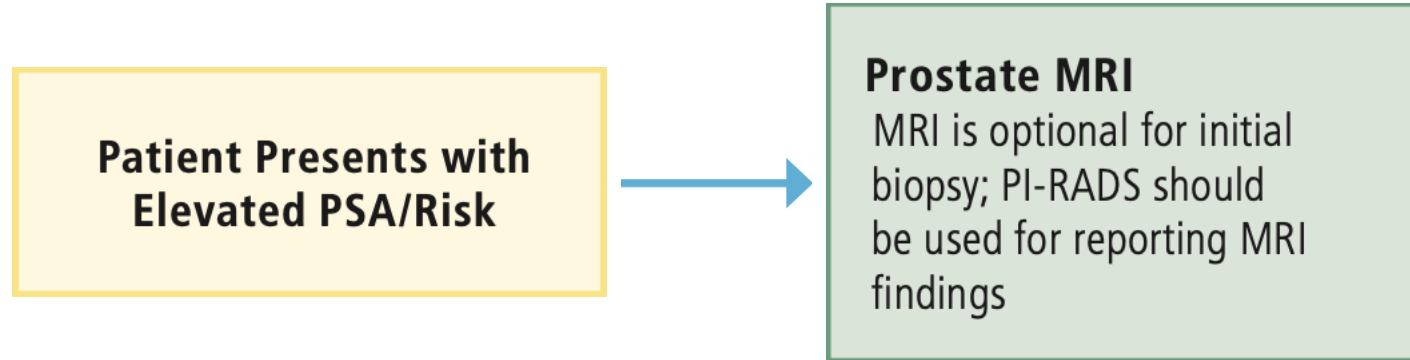 Patient Presents with
Elevated PSA/Risk
Prostate MRI
MRI is optional for initial
biopsy; PI-RADS should
be used for reporting MRI
findings